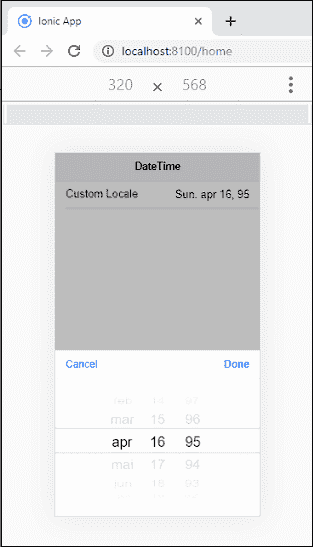 Ionic App
localhost:8100/home
320 × 568
DateTime
Custom Locale Sun. apr 16, 95
Cancel Done
feb 14 97
mar 15 96
apr 16 95
mai 17 94
jun 18 93